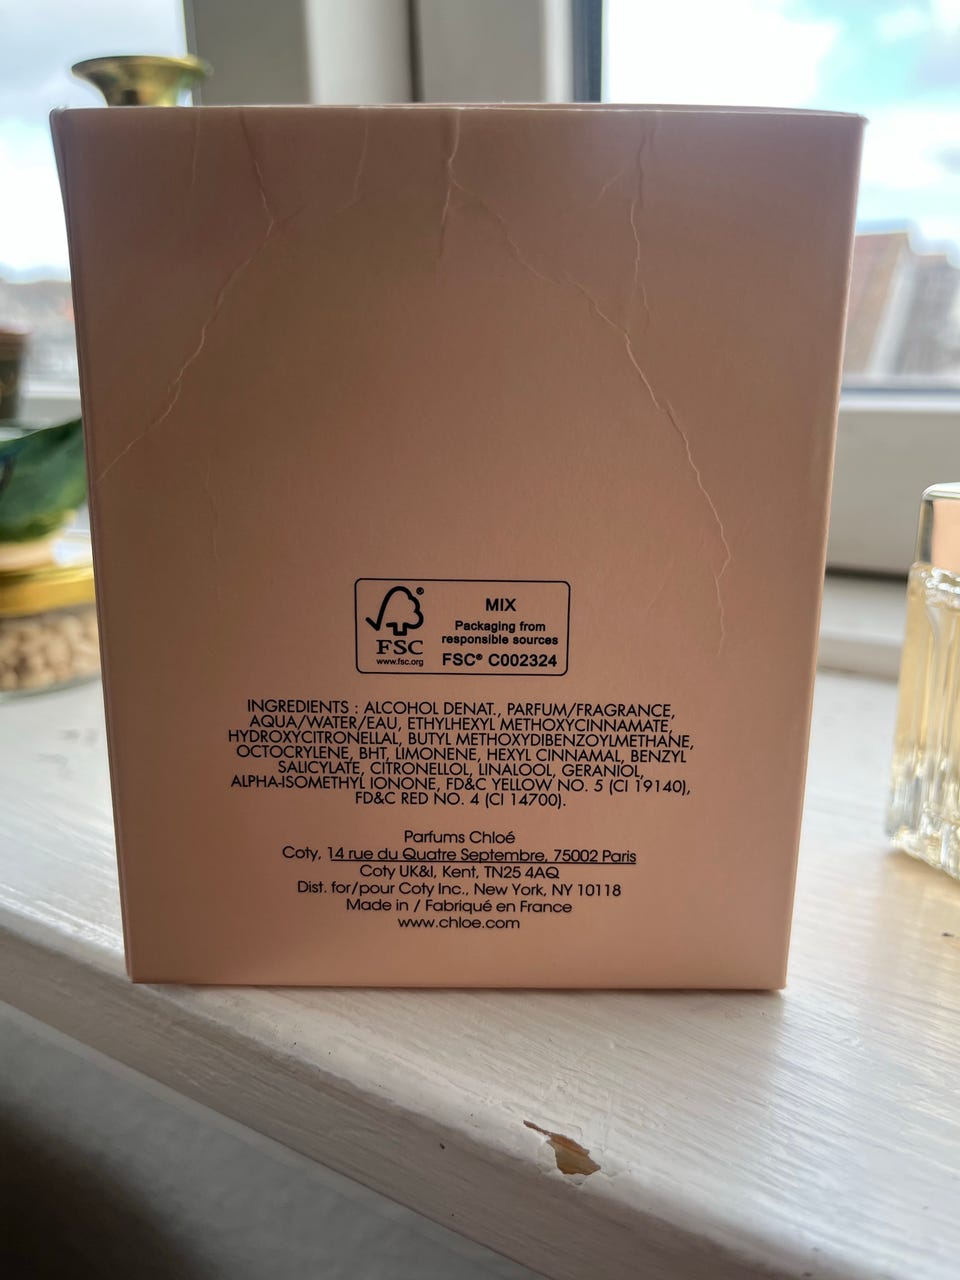 FSC®
www.fsc.org
MIX
Packaging from
responsible sources
FSC® C002324
INGREDIENTS : ALCOHOL DENAT., PARFUM/FRAGRANCE,
AQUA/WATER/EAU, ETHYLHEXYL METHOXYCINNAMATE,
HYDROXYCITRONELLAL, BUTYL METHOXYDIBENZOYLMETHANE,
OCTOCRYLENE, BHT, LIMONENE, HEXYL CINNAMAL, BENZYL
SALICYLATE, CITRONELLOL, LINALOOL, GERANIOL,
ALPHA-ISOMETHYL IONONE, FD&C YELLOW NO. 5 (CI 19140),
FD&C RED NO. 4 (CI 14700).
Parfums Chloé
Coty, 14 rue du Quatre Septembre, 75002 Paris
Coty UK&I, Kent, TN25 4AQ
Dist. for/pour Coty Inc., New York, NY 10118
Made in / Fabriqué en France
www.chloe.com